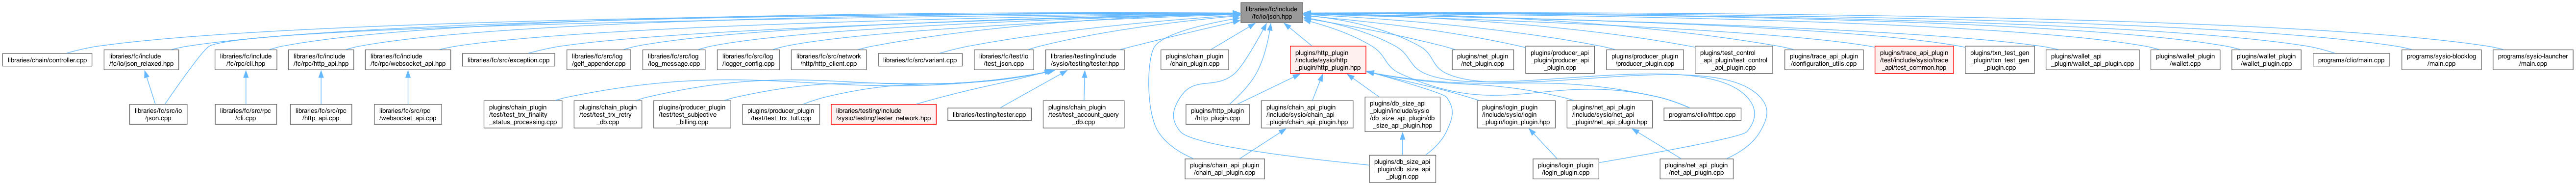 libraries/fc/include
/fc/io/json.hpp
libraries/chain/controller.cpp
libraries/fc/include
/fc/io/json_relaxed.hpp
libraries/fc/include
/fc/rpc/cli.hpp
libraries/fc/include
/fc/rpc/http_api.hpp
libraries/fc/include
/fc/rpc/websocket_api.hpp
libraries/fc/src/exception.cpp
libraries/fc/src/log
/gelf_appender.cpp
libraries/fc/src/log
/log_message.cpp
libraries/fc/src/log
/logger_config.cpp
libraries/fc/src/network
/http/http_client.cpp
libraries/fc/src/variant.cpp
libraries/fc/test/io
/test_json.cpp
libraries/testing/include
/sysio/testing/tester.hpp
plugins/chain_plugin
/chain_plugin.cpp
plugins/http_plugin
/include/sysio/http
_plugin/http_plugin.hpp
plugins/net_plugin
/net_plugin.cpp
plugins/producer_api
_plugin/producer_api
_plugin.cpp
plugins/producer_plugin
/producer_plugin.cpp
plugins/test_control
_api_plugin/test_control
_api_plugin.cpp
plugins/trace_api_plugin
/configuration_utils.cpp
plugins/trace_api_plugin
/test/include/sysio/trace
_api/test_common.hpp
plugins/txn_test_gen
_plugin/txn_test_gen
_plugin.cpp
plugins/wallet_api
_plugin/wallet_api_plugin.cpp
plugins/wallet_plugin
/wallet.cpp
plugins/wallet_plugin
/wallet_plugin.cpp
programs/clio/main.cpp
programs/sysio-blocklog
/main.cpp
programs/sysio-launcher
/main.cpp
libraries/fc/src/io
/json.cpp
libraries/fc/src/rpc
/cli.cpp
libraries/fc/src/rpc
/http_api.cpp
libraries/fc/src/rpc
/websocket_api.cpp
plugins/chain_plugin
/test/test_trx_finality
_status_processing.cpp
plugins/chain_plugin
/test/test_trx_retry
_db.cpp
plugins/producer_plugin
/test/test_subjective
_billing.cpp
plugins/producer_plugin
/test/test_trx_full.cpp
libraries/testing/include
/sysio/testing/tester_network.hpp
libraries/testing/tester.cpp
plugins/chain_plugin
/test/test_account_query
_db.cpp
plugins/http_plugin
/http_plugin.cpp
plugins/chain_api_plugin
/include/sysio/chain_api
_plugin/chain_api_plugin.hpp
plugins/db_size_api
_plugin/include/sysio
/db_size_api_plugin/db
_size_api_plugin.hpp
plugins/login_plugin
/include/sysio/login
_plugin/login_plugin.hpp
plugins/net_api_plugin
/include/sysio/net_api
_plugin/net_api_plugin.hpp
programs/clio/httpc.cpp
plugins/chain_api_plugin
/chain_api_plugin.cpp
plugins/db_size_api
_plugin/db_size_api
_plugin.cpp
plugins/login_plugin
/login_plugin.cpp
plugins/net_api_plugin
/net_api_plugin.cpp